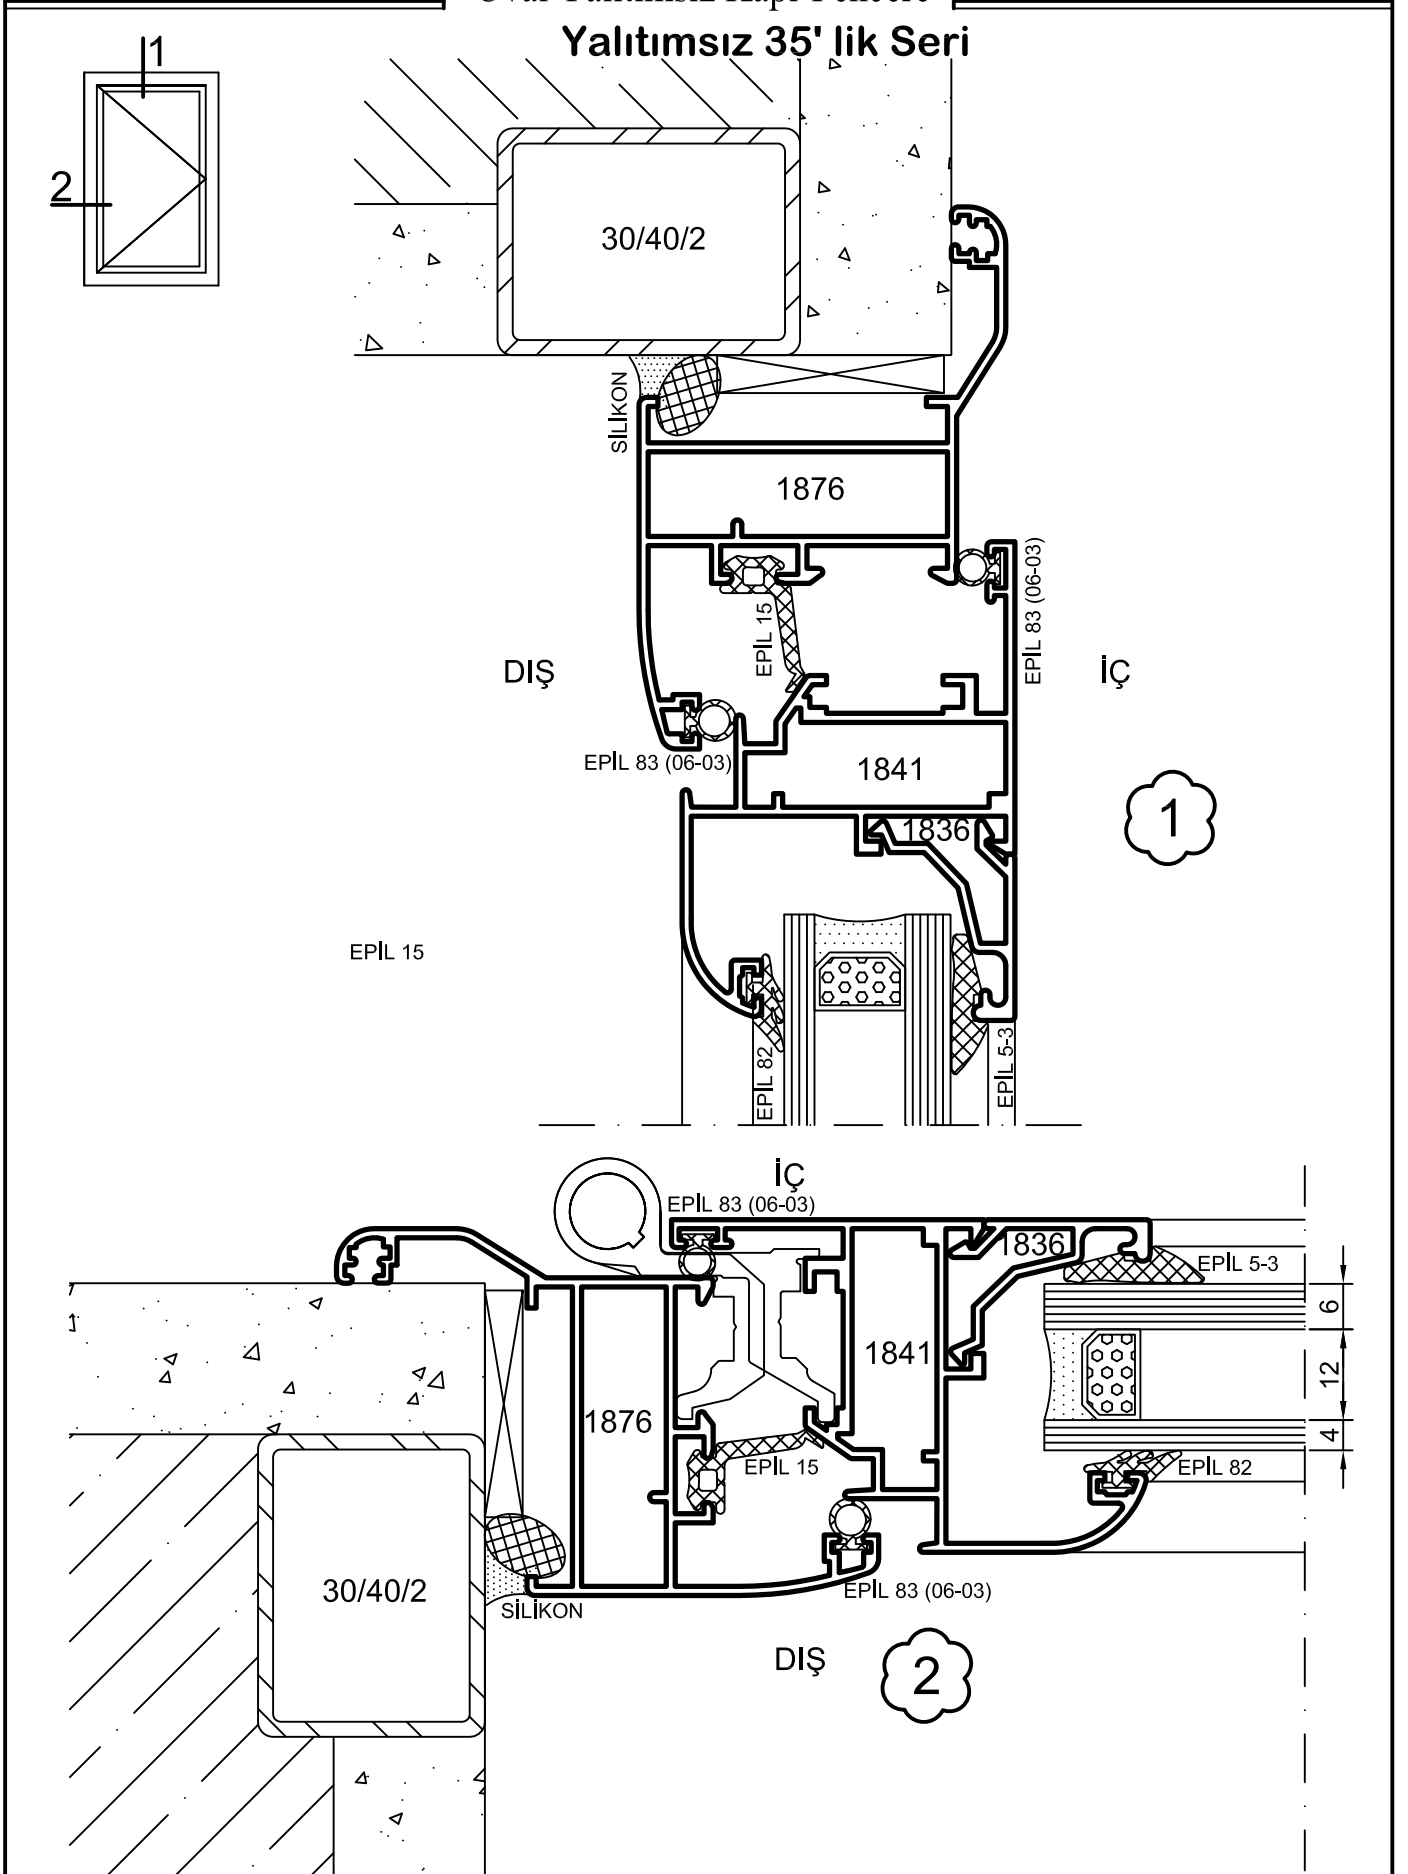 Yalıtımsız 35' lik Seri
1
2
30/40/2
SİLİKON
1876
EPİL 83 (06-03)
EPİL 15
DIŞ
İÇ
EPİL 83 (06-03)
1841
1
1836
EPİL 15
EPİL 82
EPİL 5-3
İÇ
EPİL 83 (06-03)
1836
EPİL 5-3
6
1841
12
1876
4
EPİL 15
EPİL 82
30/40/2
EPİL 83 (06-03)
SİLİKON
DIŞ
2